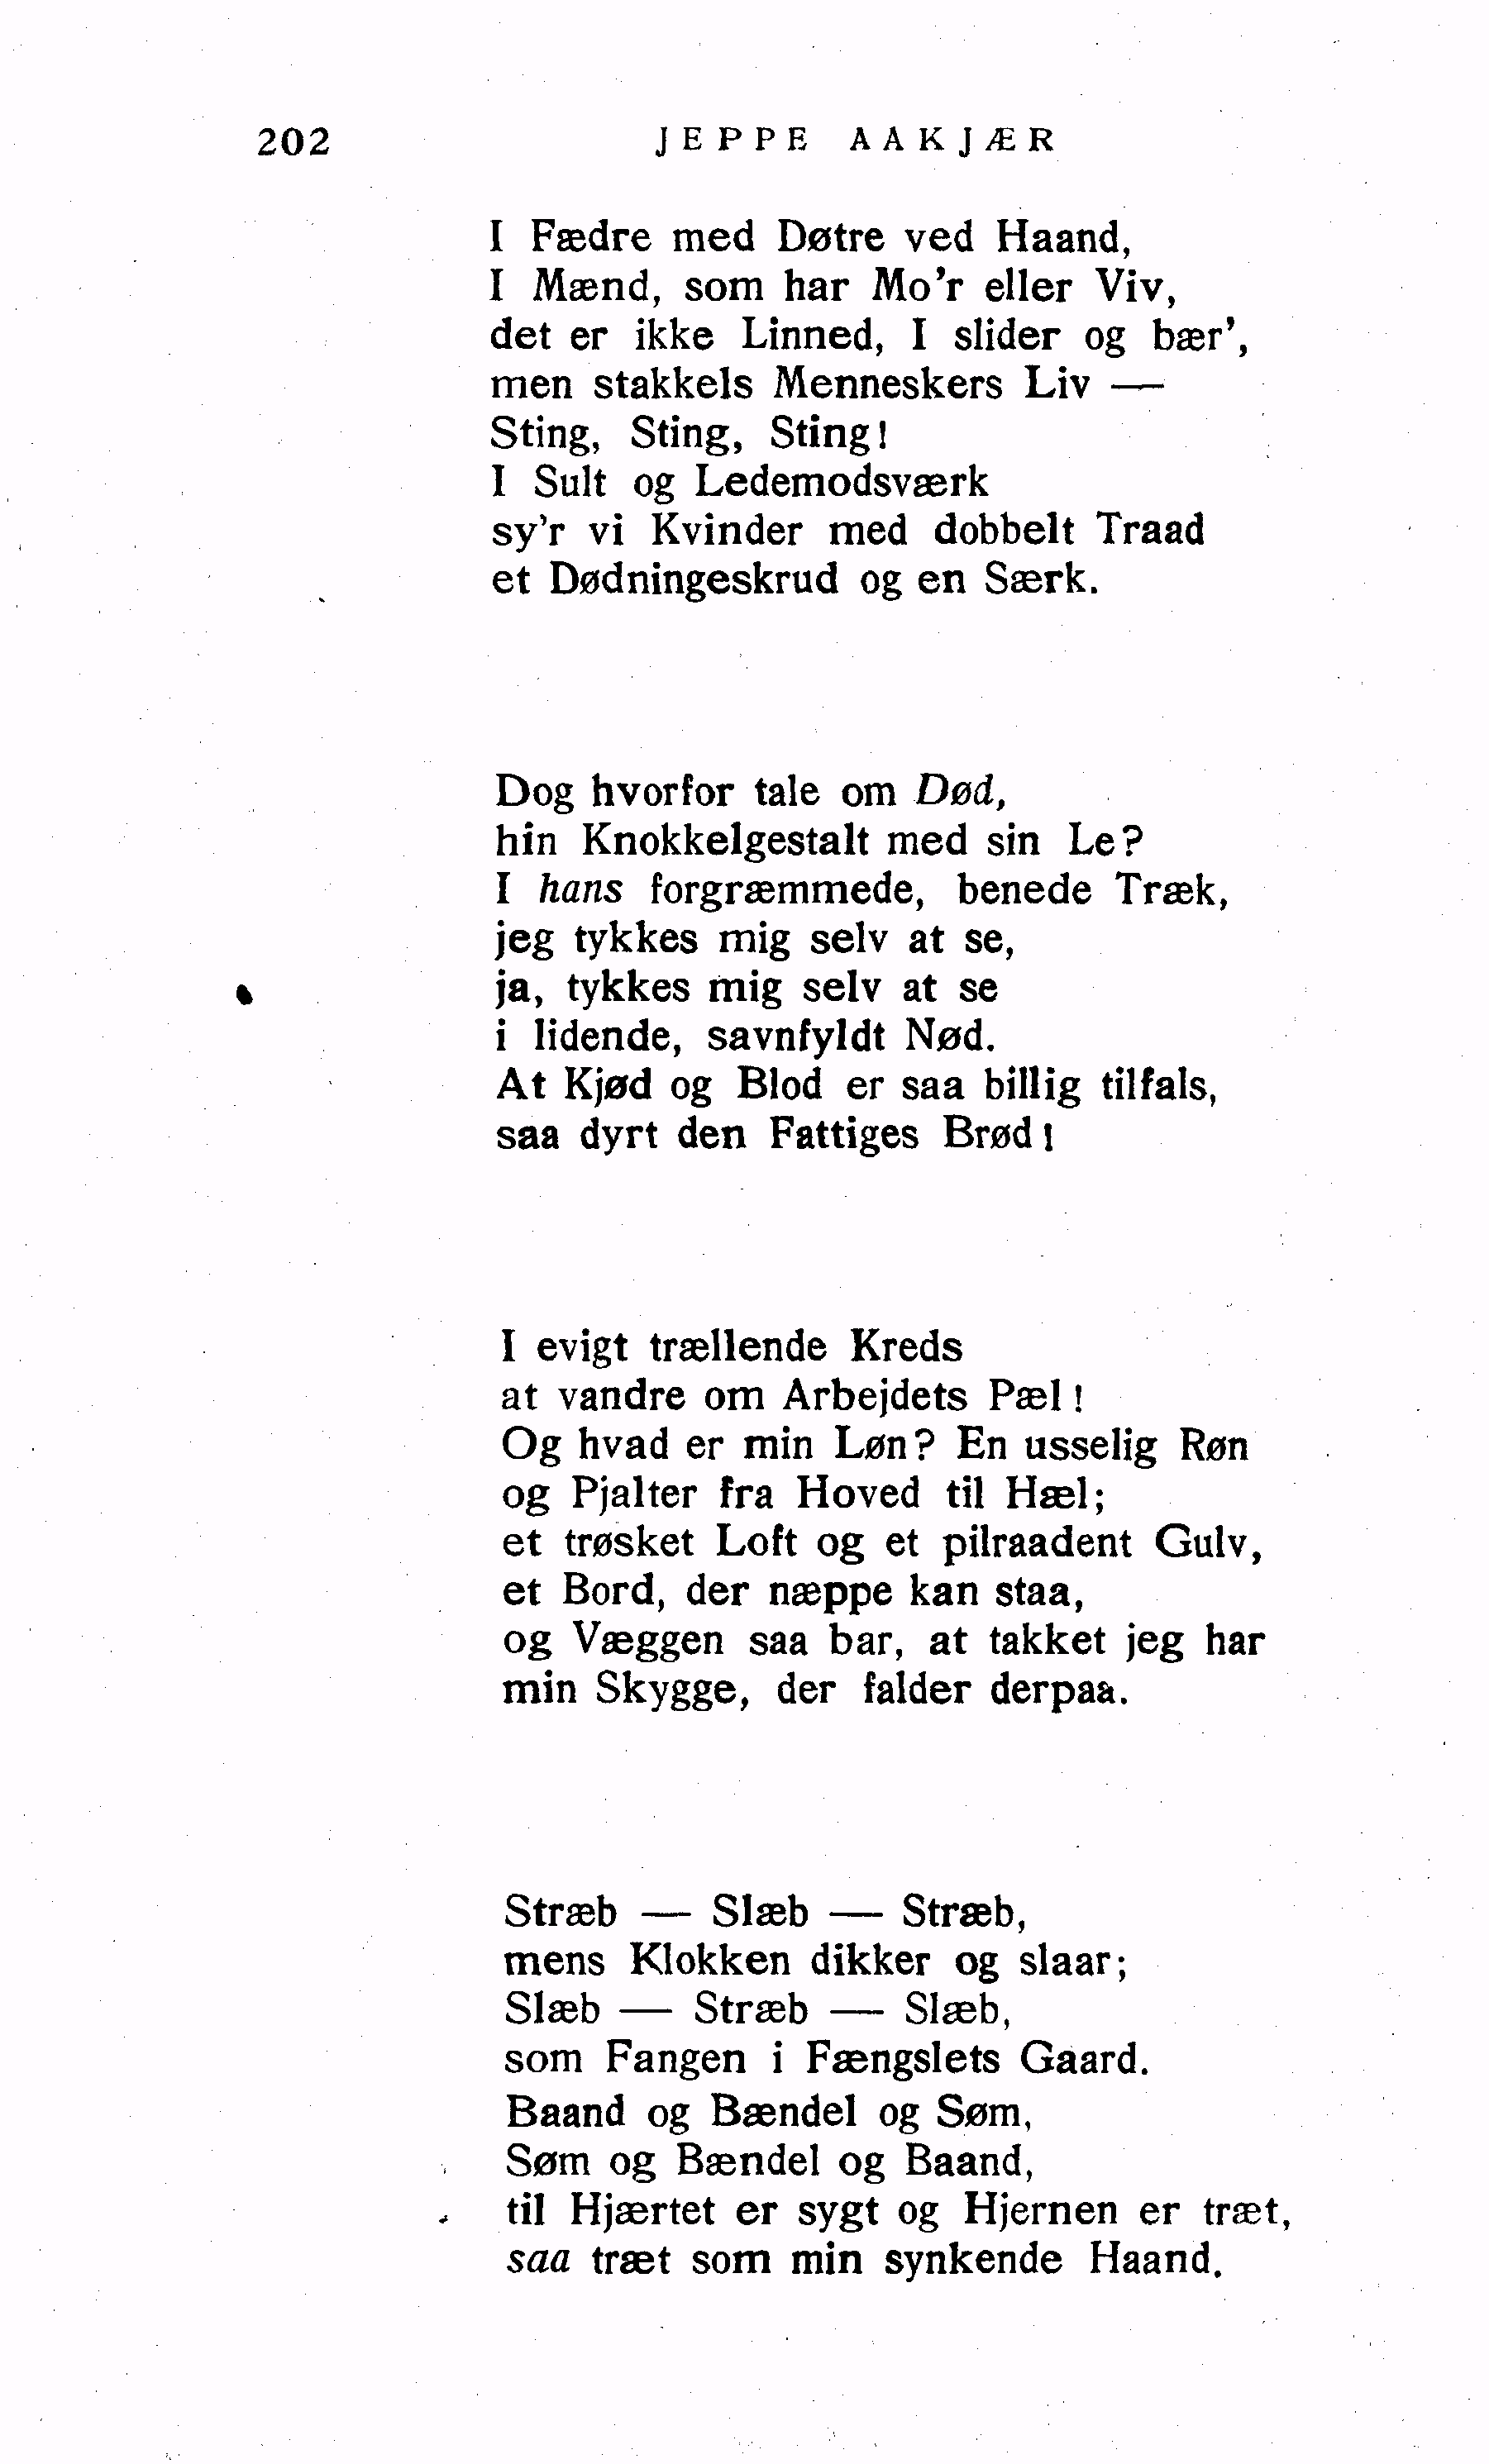 202 JEPPE AAKJÆR
I Fædre med Døtre ved Haand,
I Mænd, som har Mo'r eller Viv,
det er ikke Linned, I slider og bær',
men stakkels Menneskers Liv —
Sting, Sting, Sting!
I Sult og Ledemodsværk
sy'r vi Kvinder med dobbelt Traad
et Dødningeskrud og en Særk.
Dog hvorfor tale om Død,
hin Knokkelgestalt med sin Le?
I hans forgræmmede, benede Træk,
jeg tykkes mig selv at se,
ja, tykkes mig selv at se
i lidende, savnfyldt Nød.
At Kjød og Blod er saa billig tilfals,
saa dyrt den Fattiges Brød!
I evigt trællende Kreds
at vandre om Arbejdets Pæl!
Og hvad er min Løn? En usselig Røn
og Pjalter fra Hoved til Hæl;
et trøsket Loft og et pilraadent Gulv,
et Bord, der næppe kan staa,
og Væggen saa bar, at takket jeg har
min Skygge, der falder derpaa.
Stræb — Slæb — Stræb,
mens Klokken dikker og slaar;
Slæb — Stræb — Slæb,
som Fangen i Fængslets Gaard.
Baand og Bændel og Søm,
Søm og Bændel og Baand,
til Hjærtet er sygt og Hjernen er træt,
saa træt som min synkende Haand.